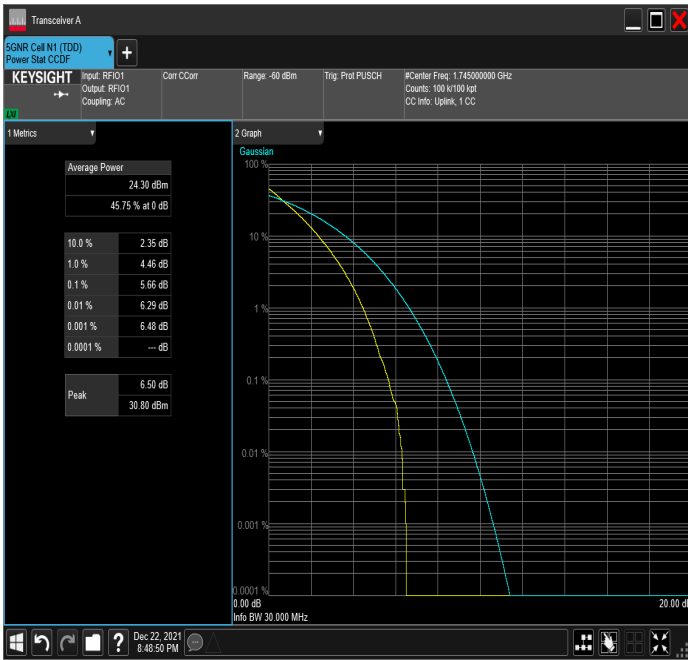 Transceiver A
5GNR Cell N1 (TDD)
Power Stat CCDF
KEYSIGHT
Input: RFIO1
Output: RFIO1
Coupling: AC
Corr CCorr
Range: -60 dBm
Trig: Prot PUSCH
#Center Freq: 1.745000000 GHz
Counts: 100 k/100 kpt
CC Info: Uplink, 1 CC
LXI
1 Metrics
Average Power
24.30 dBm
45.75 % at 0 dB
10.0 % 2.35 dB
1.0 % 4.46 dB
0.1 % 5.66 dB
0.01 % 6.29 dB
0.001 % 6.48 dB
0.0001 % --- dB
Peak
6.50 dB
30.80 dBm
2 Graph
Gaussian
100 %
10 %
1 %
0.1 %
0.01 %
0.001 %
0.0001 %
0.00 dB
20.00 d
Info BW 30.000 MHz
?
Dec 22, 2021
8:48:50 PM